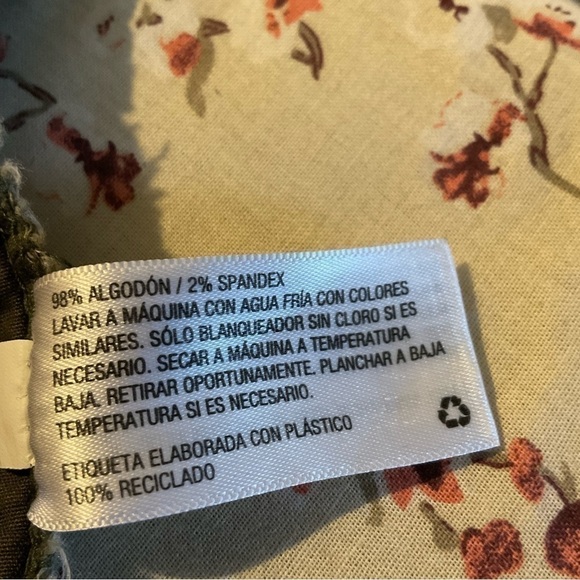 98% ALGODÓN / 2% SPANDEX
LAVAR A MÁQUINA CON AGUA FRÍA CON COLORES
SIMILARES. SÓLO BLANQUEADOR SIN CLORO SI ES
NECESARIO. SECAR A MÁQUINA A TEMPERATURA
BAJA. RETIRAR OPORTUNAMENTE. PLANCHAR A BAJA
TEMPERATURA SI ES NECESARIO.
ETIQUETA ELABORADA CON PLÁSTICO
100% RECICLADO